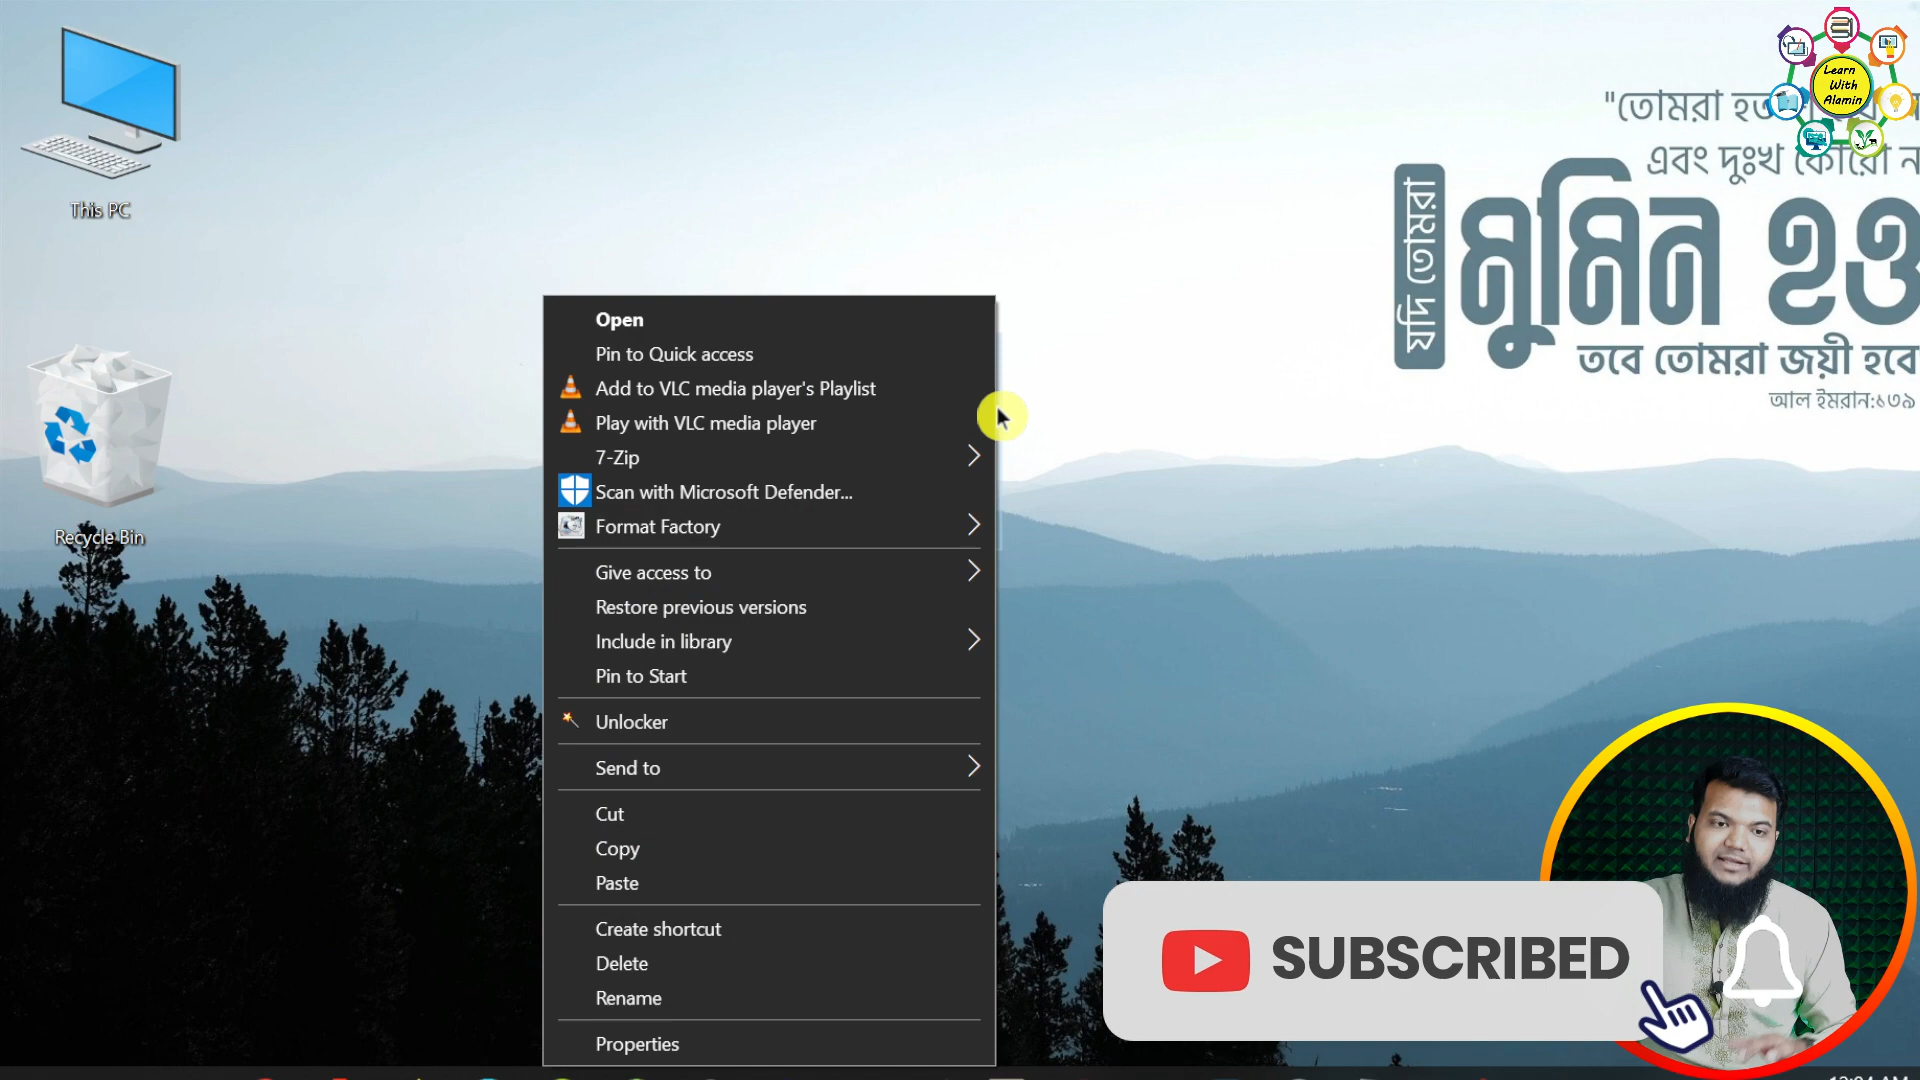 This PC
Recycle Bin
Open
Pin to Quick access
Add to VLC media player's Playlist
Play with VLC media player
7-Zip
Scan with Microsoft Defender...
Format Factory
Give access to
Restore previous versions
Include in library
Pin to Start
Unlocker
Send to
Cut
Copy
Paste
Create shortcut
Delete
Rename
Properties
Learn
With
Alamin
"তোমরা
এবং দুঃখ কোরো
যদি তোমরা
মুমিন হও
তবে তোমরা জয়ী হবে
আল ইমরান:১৩৯
SUBSCRIBED